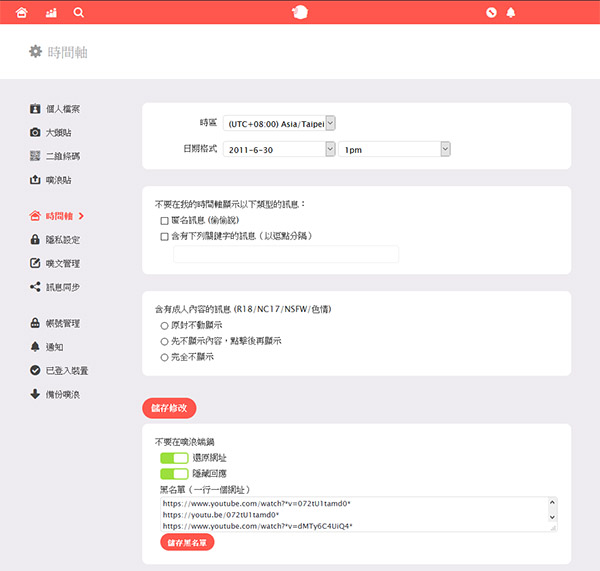 時間軸
個人檔案
大頭貼
二維條碼
噗浪貼
時間軸
隱私設定
噗文管理
訊息同步
帳號管理
通知
已登入裝置
備份噗浪
時區 (UTC+08:00) Asia/Taipei
日期格式 2011-6-30 1pm
不要在我的時間軸顯示以下類型的訊息：
匿名訊息 (偷偷說)
含有下列關鍵字的訊息（以逗點分隔）
含有成人內容的訊息 (R18/NC17/NSFW/色情)
原封不動顯示
先不顯示內容，點擊後再顯示
完全不顯示
儲存修改
不要在噗浪燒鍋
還原網址
隱藏回應
黑名單（一行一個網址）
https://www.youtube.com/watch?*v=072tU1tamd0*
https://youtu.be/072tU1tamd0*
https://www.youtube.com/watch?*v=dMTy6C4UiQ4*
儲存黑名單